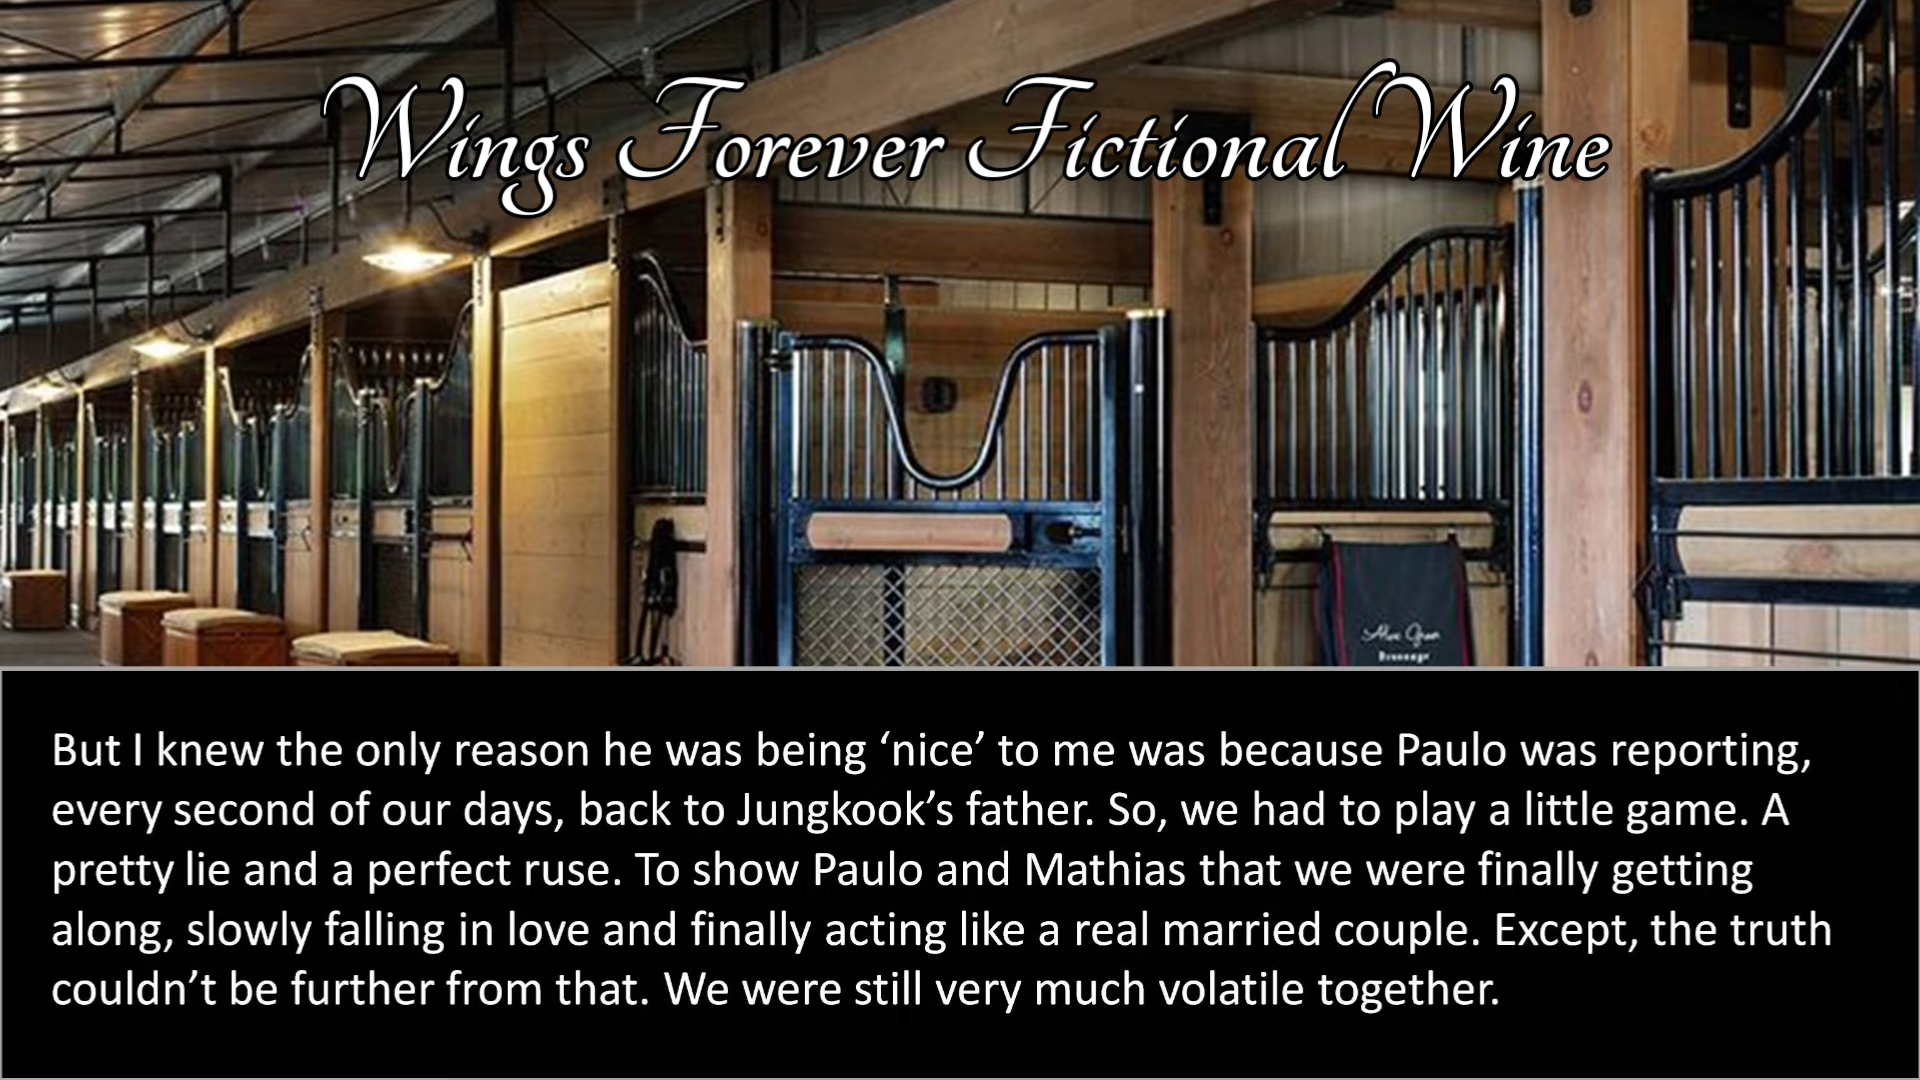 Wings Forever Fictional Wine
But I knew the only reason he was being ‘nice’ to me was because Paulo was reporting,
every second of our days, back to Jungkook’s father. So, we had to play a little game. A
pretty lie and a perfect ruse. To show Paulo and Mathias that we were finally getting
along, slowly falling in love and finally acting like a real married couple. Except, the truth
couldn’t be further from that. We were still very much volatile together.